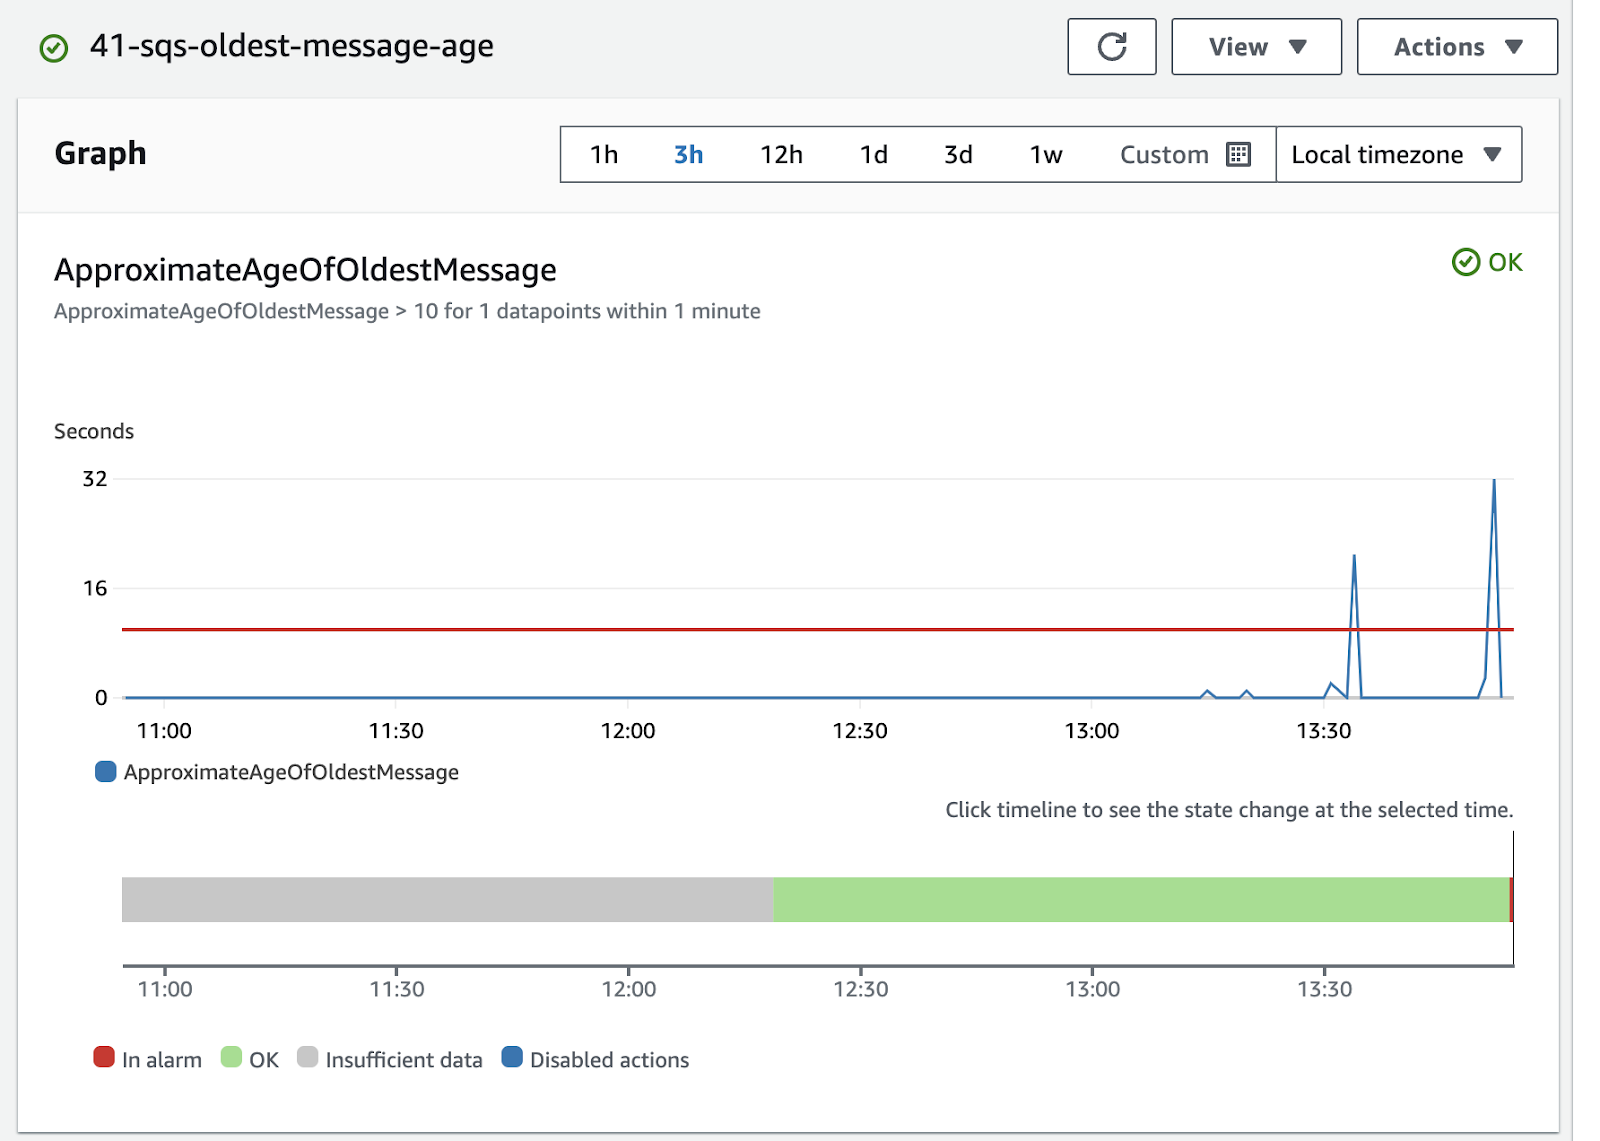 41-sqs-oldest-message-age
View
Actions
Graph
1h 3h 12h 1d 3d 1w Custom Local timezone
ApproximateAgeOfOldestMessage
OK
ApproximateAgeOfOldestMessage > 10 for 1 datapoints within 1 minute
Seconds
32
16
0
11:00 11:30 12:00 12:30 13:00 13:30
ApproximateAgeOfOldestMessage
Click timeline to see the state change at the selected time.
11:00 11:30 12:00 12:30 13:00 13:30
In alarm OK Insufficient data Disabled actions